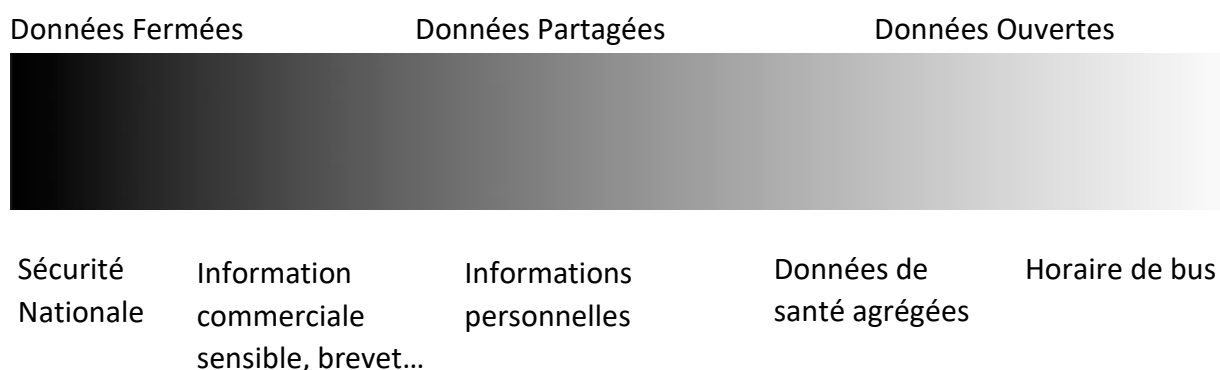 Données Fermées
Données Partagées
Données Ouvertes
Sécurité
Nationale
Information
commerciale
sensible, brevet…
Informations
personnelles
Données de
santé agrégées
Horaire de bus